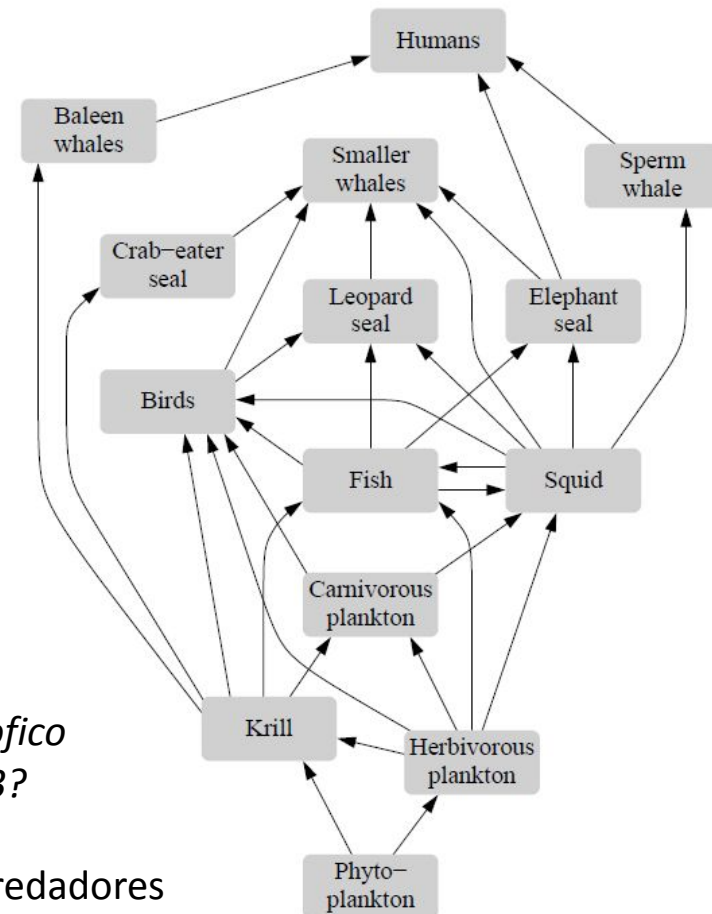 Humans
Baleen
whales
Smaller
whales
Sperm
whale
Crab-eater
seal
Leopard
seal
Elephant
seal
Birds
Fish
Squid
Carnivorous
plankton
Krill
Herbivorous
plankton
ofico
3?
Phyto-
plankton
redadores